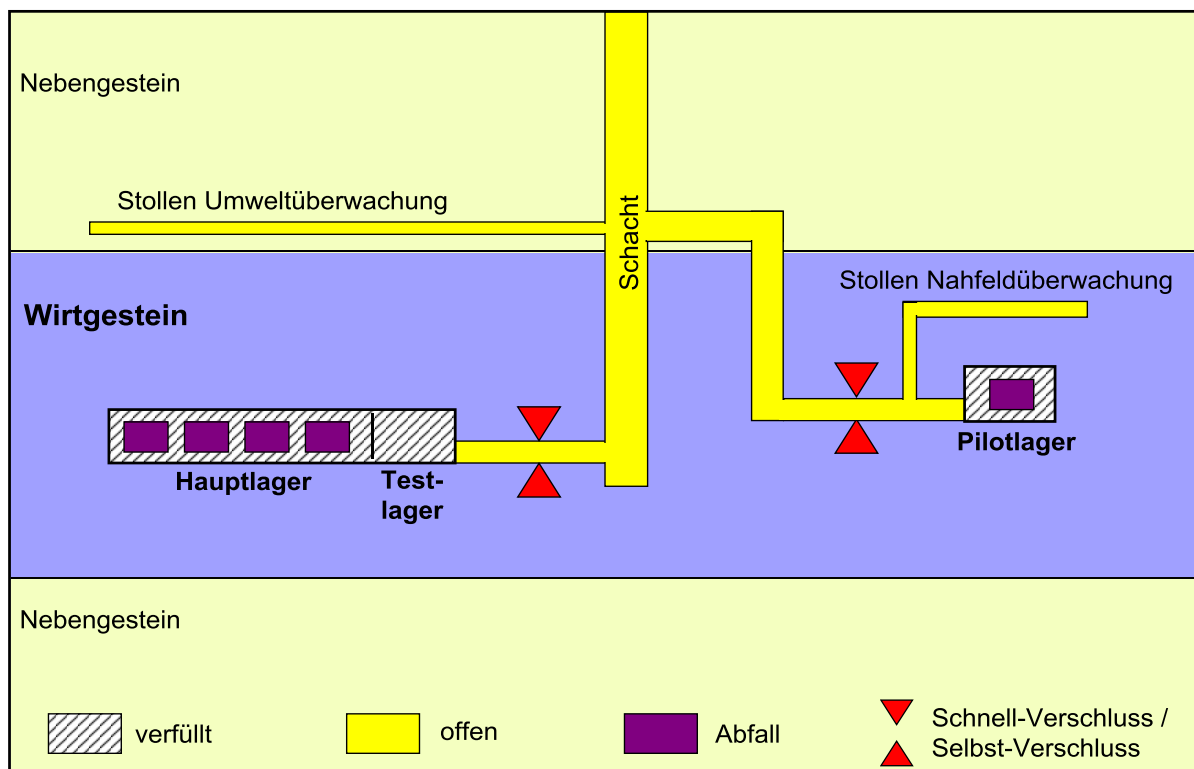 Nebengestein
Stollen Umweltüberwachung
Schacht
Stollen Nahfeldüberwachung
Wirtgestein
Pilotlager
Hauptlager
Test-
lager
Nebengestein
verfüllt
offen
Abfall
Schnell-Verschluss /
Selbst-Verschluss